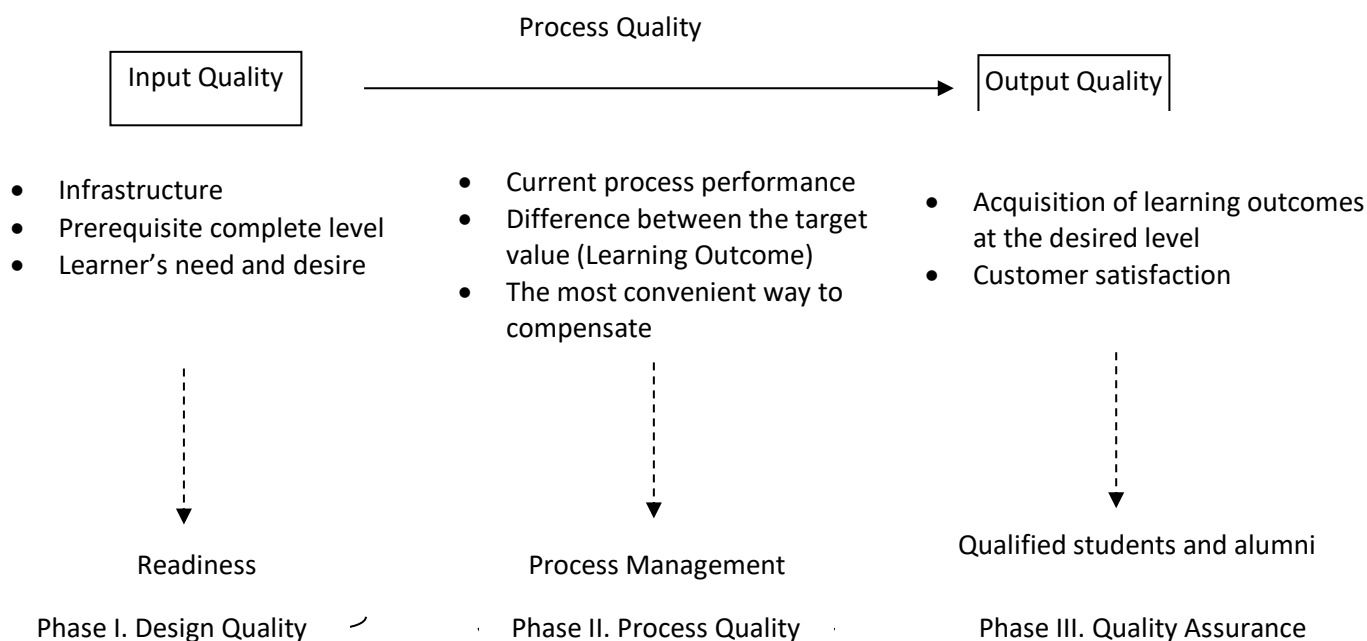 Process Quality
Input Quality
Output Quality
• Infrastructure
• Prerequisite complete level
• Learner's need and desire
• Current process performance
• Difference between the target
value (Learning Outcome)
• The most convenient way to
compensate
• Acquisition of learning outcomes
at the desired level
• Customer satisfaction
Readiness
Process Management
Qualified students and alumni
Phase I. Design Quality
Phase II. Process Quality
Phase III. Quality Assurance